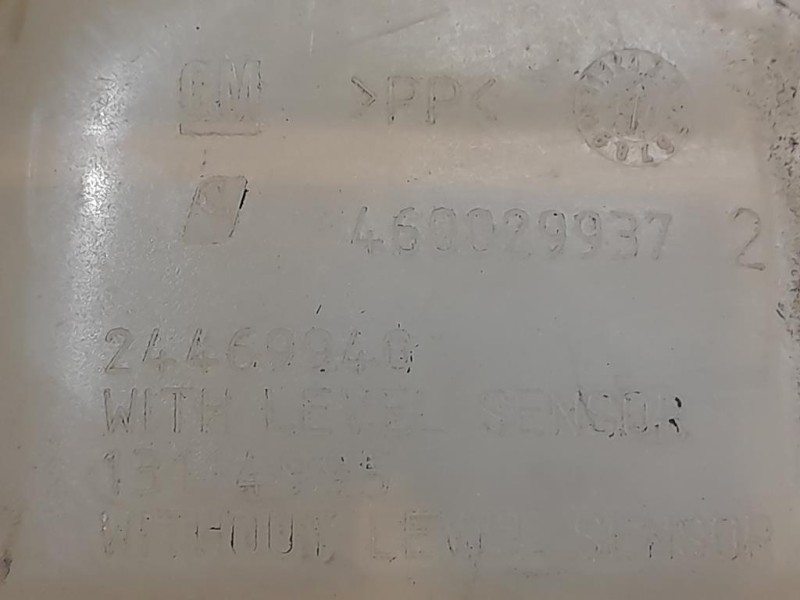 GM >PP<
460029937 2
24469940
WITH LEVEL SENSOR
WITHOUT LEVEL SENSOR